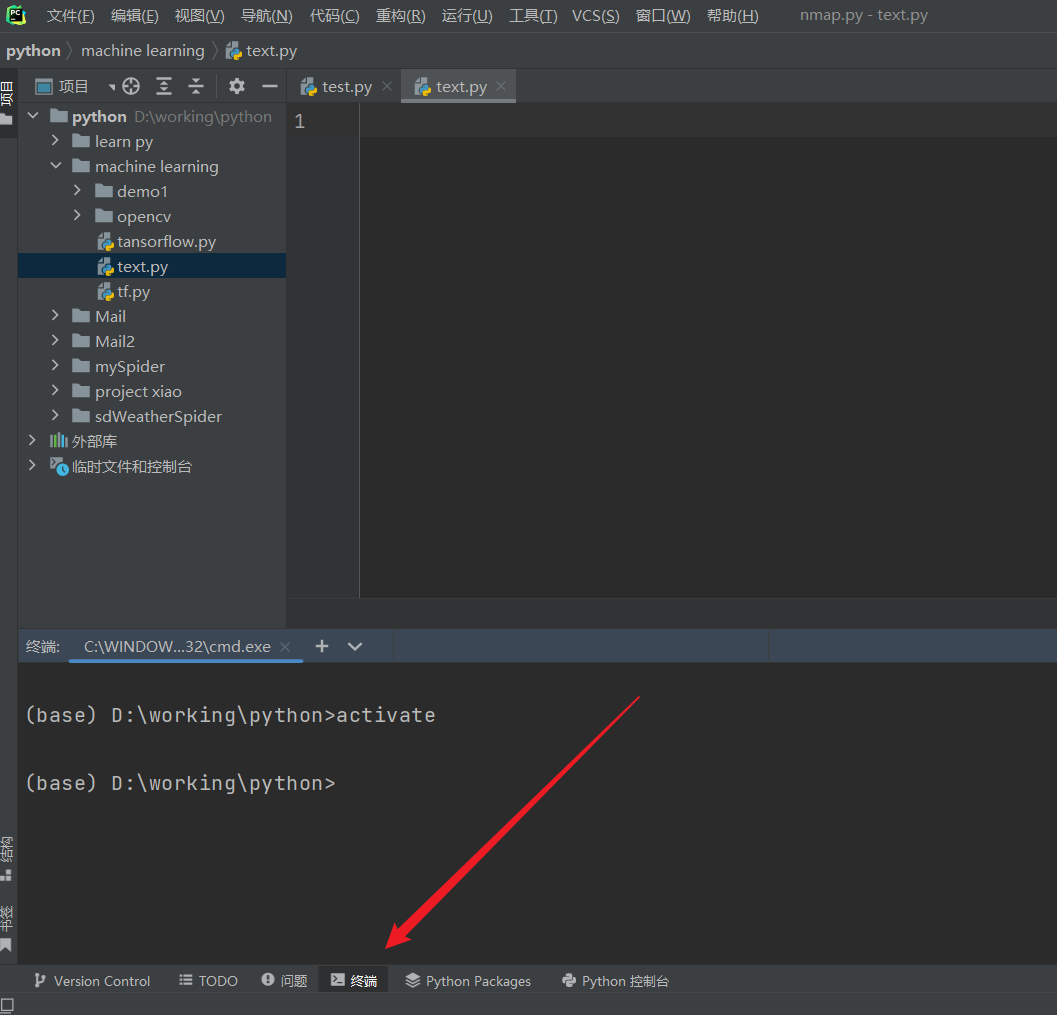 PC 文件(F) 编辑(E) 视图(V) 导航(N) 代码(C) 重构(R) 运行(U) 工具(T) VCS(S) 窗口(W) 帮助(H) nmap.py - text.py
python machine learning text.py
项目
项目 test.py text.py
python D:\working\python
1
learn py
machine learning
demo1
opencv
tansorflow.py
text.py
tf.py
Mail
Mail2
mySpider
project xiao
sdWeatherSpider
外部库
临时文件和控制台
终端: C:\WINDOW...32\cmd.exe
(base) D:\working\python>activate
(base) D:\working\python>
结构
书签
Version Control TODO 问题 终端 Python Packages Python 控制台